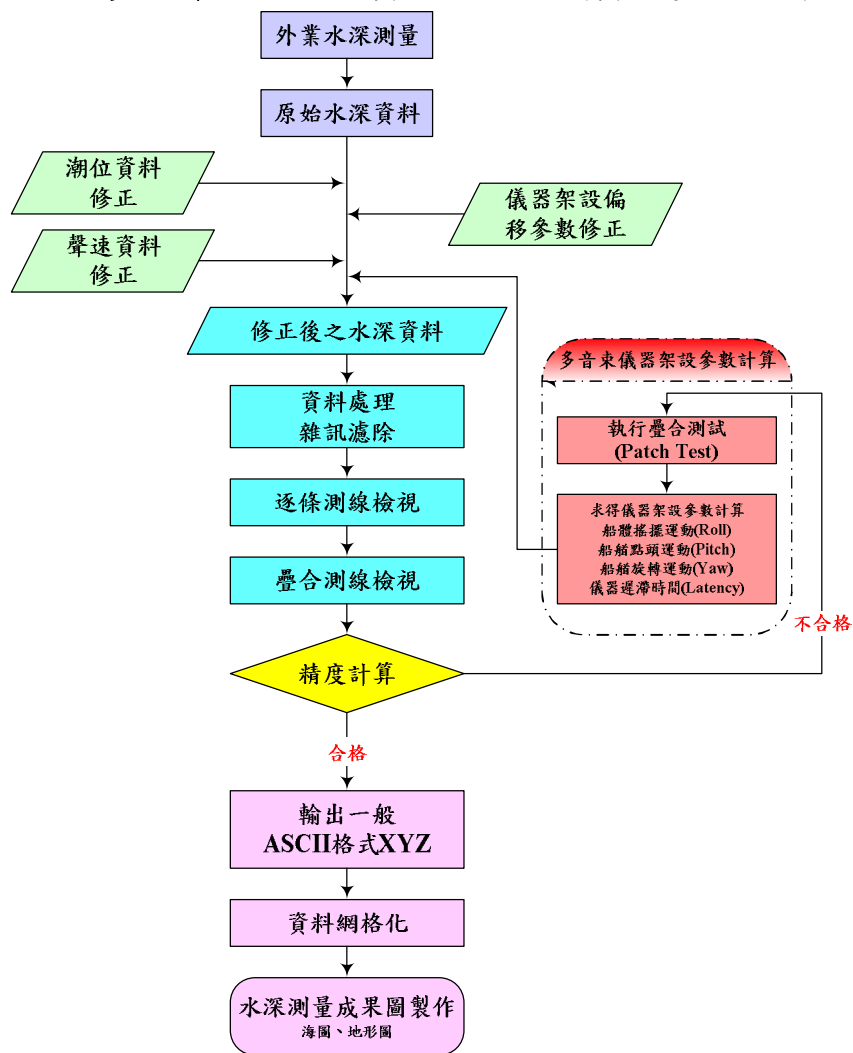 外業水深測量
原始水深資料
潮位資料
修正
儀器架設偏
移參數修正
聲速資料
修正
修正後之水深資料
多音束儀器架設參數計算
資料處理
雜訊濾除
執行疊合測試
(Patch Test)
逐條測線檢視
求得儀器架設參數計算
船體搖擺運動(Roll)
船艏點頭運動(Pitch)
船艏旋轉運動(Yaw)
儀器遲滯時間(Latency)
疊合測線檢視
不合格
精度計算
合格
輸出一般
ASCII格式XYZ
資料網格化
水深測量成果圖製作
海圖、地形圖